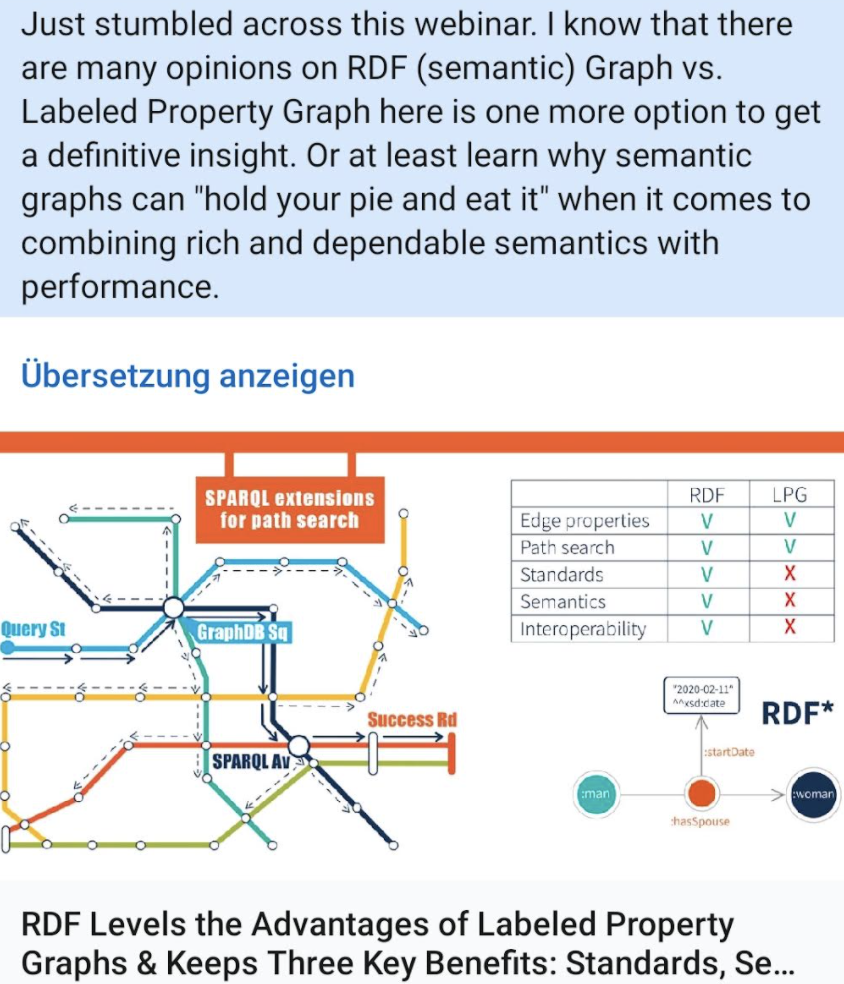 Just stumbled across this webinar. I know that there
are many opinions on RDF (semantic) Graph vs.
Labeled Property Graph here is one more option to get
a definitive insight. Or at least learn why semantic
graphs can "hold your pie and eat it" when it comes to
combining rich and dependable semantics with
performance.
Übersetzung anzeigen
SPARQL extensions
for path search
Query St
GraphDB Sq
Success Rd
SPARQL Av
RDF LPG
Edge properties V V
Path search V V
Standards V X
Semantics V X
Interoperability V X
"2020-02-11"
^^xsd:date
RDF*
:startDate
:man
:woman
:hasSpouse
RDF Levels the Advantages of Labeled Property
Graphs & Keeps Three Key Benefits: Standards, Se...